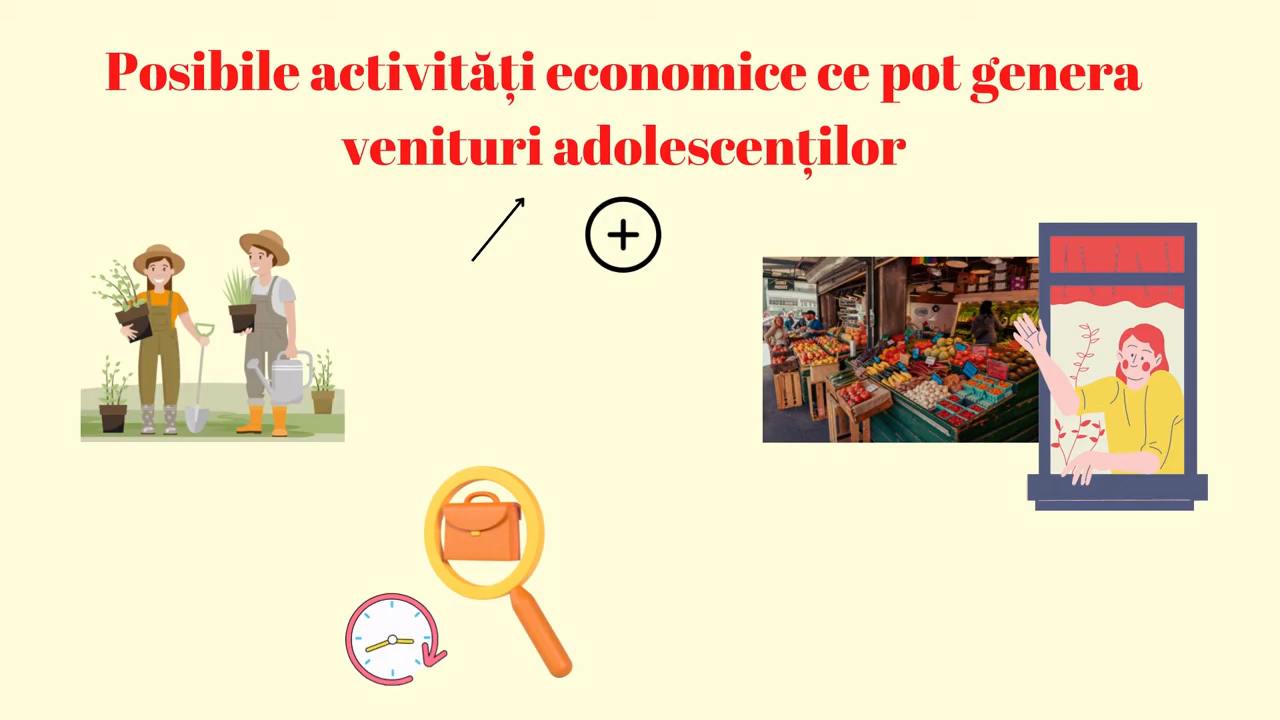 Posibile activități economice ce pot genera
venituri adolescenților